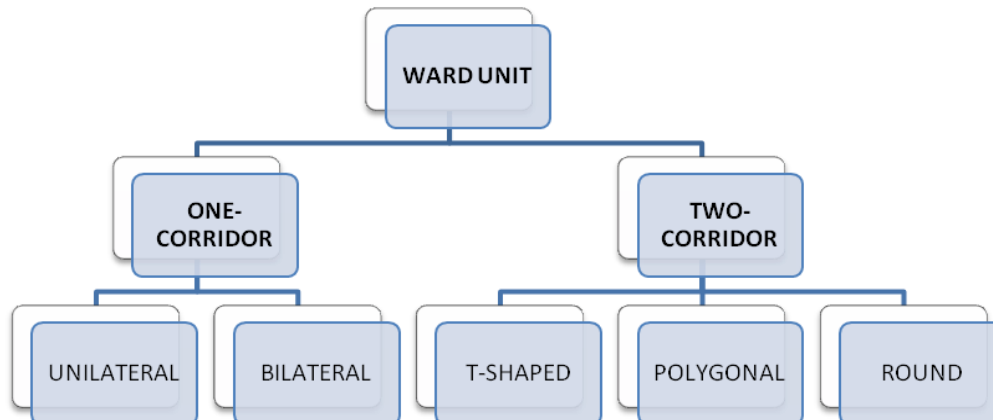 WARD UNIT
ONE-
CORRIDOR
TWO-
CORRIDOR
UNILATERAL
BILATERAL
T-SHAPED
POLYGONAL
ROUND